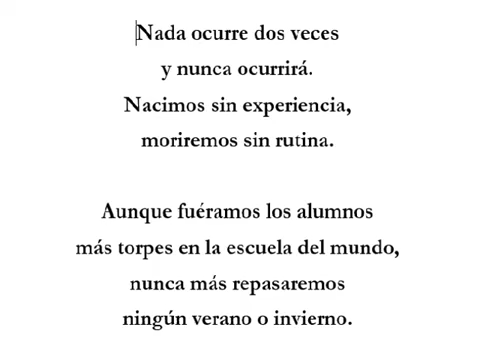 Nada ocurre dos veces
y nunca ocurrirá.
Nacimos sin experiencia,
moriremos sin rutina.
Aunque fuéramos los alumnos
más torpes en la escuela del mundo,
nunca más repasaremos
ningún verano o invierno.